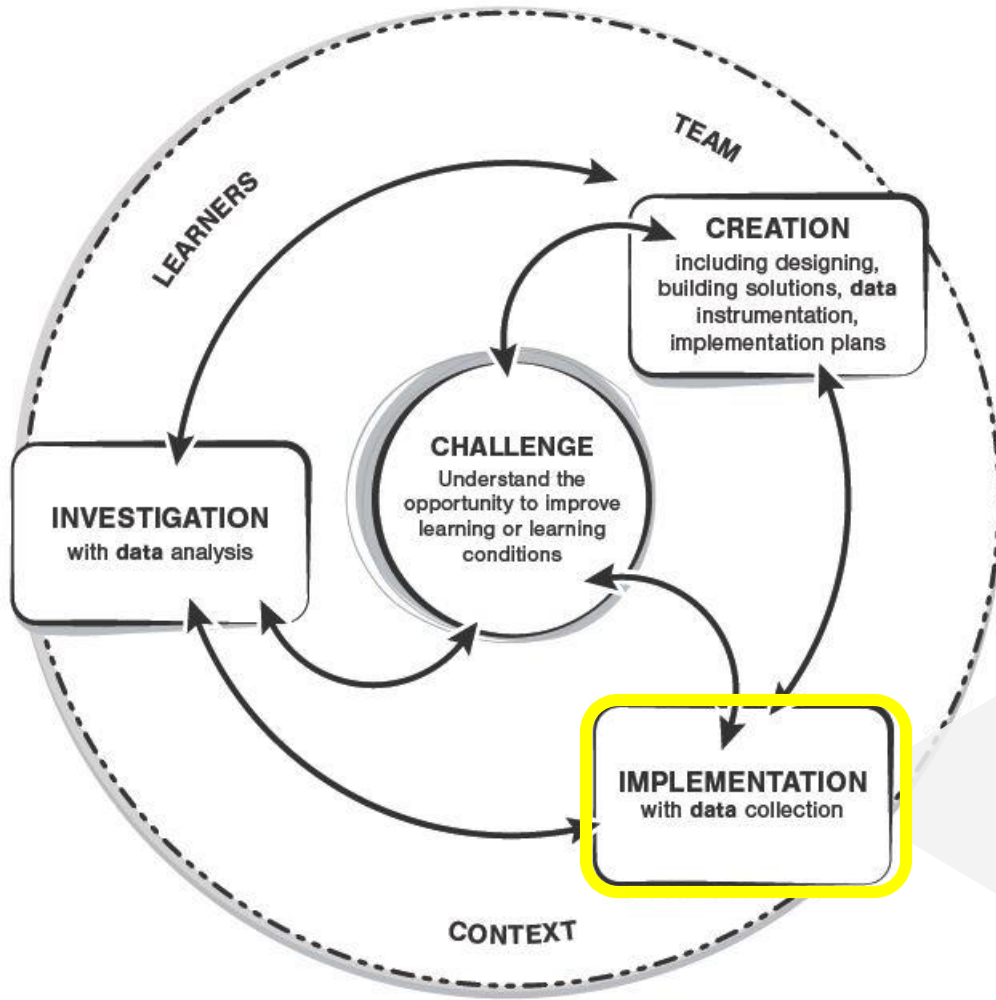 TEAM
LEARNERS
CREATION
including designing,
building solutions, data
instrumentation,
implementation plans
CHALLENGE
Understand the
opportunity to improve
learning or learning
conditions
INVESTIGATION
with data analysis
IMPLEMENTATION
with data collection
CONTEXT